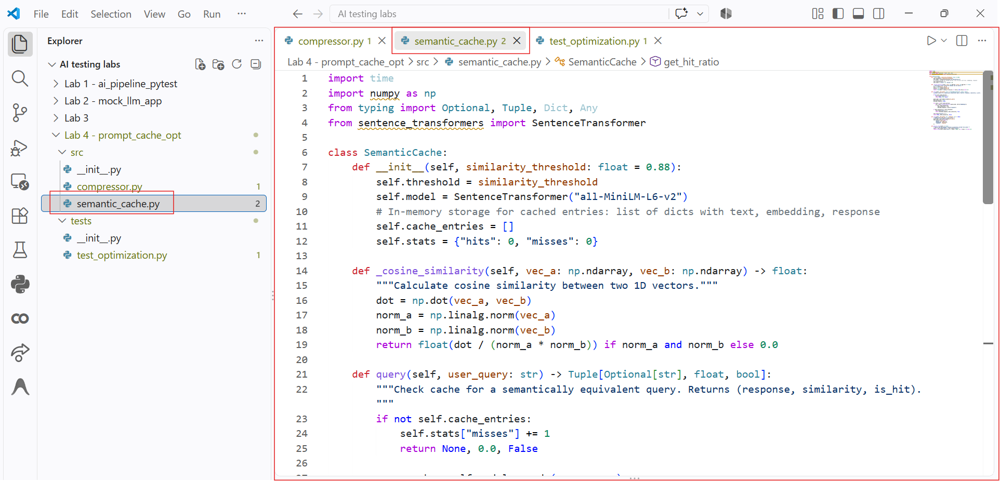 File Edit Selection View Go Run ···
AI testing labs
Explorer
AI testing labs
Lab 1 - ai_pipeline_pytest
Lab 2 - mock_llm_app
Lab 3
Lab 4 - prompt_cache_opt
src
__init__.py
compressor.py 1
semantic_cache.py 2
tests
__init__.py
test_optimization.py 1
compressor.py 1 semantic_cache.py 2 test_optimization.py 1
Lab 4 - prompt_cache_opt > src > semantic_cache.py > SemanticCache > get_hit_ratio
1 import time
2 import numpy as np
3 from typing import Optional, Tuple, Dict, Any
4 from sentence_transformers import SentenceTransformer
5
6 class SemanticCache:
7     def __init__(self, similarity_threshold: float = 0.88):
8         self.threshold = similarity_threshold
9         self.model = SentenceTransformer("all-MiniLM-L6-v2")
10         # In-memory storage for cached entries: list of dicts with text, embedding, response
11         self.cache_entries = []
12         self.stats = {"hits": 0, "misses": 0}
13
14     def _cosine_similarity(self, vec_a: np.ndarray, vec_b: np.ndarray) -> float:
15         """Calculate cosine similarity between two 1D vectors."""
16         dot = np.dot(vec_a, vec_b)
17         norm_a = np.linalg.norm(vec_a)
18         norm_b = np.linalg.norm(vec_b)
19         return float(dot / (norm_a * norm_b)) if norm_a and norm_b else 0.0
20
21     def query(self, user_query: str) -> Tuple[Optional[str], float, bool]:
22         """Check cache for a semantically equivalent query. Returns (response, similarity, is_hit).
"""
23         if not self.cache_entries:
24             self.stats["misses"] += 1
25             return None, 0.0, False
26